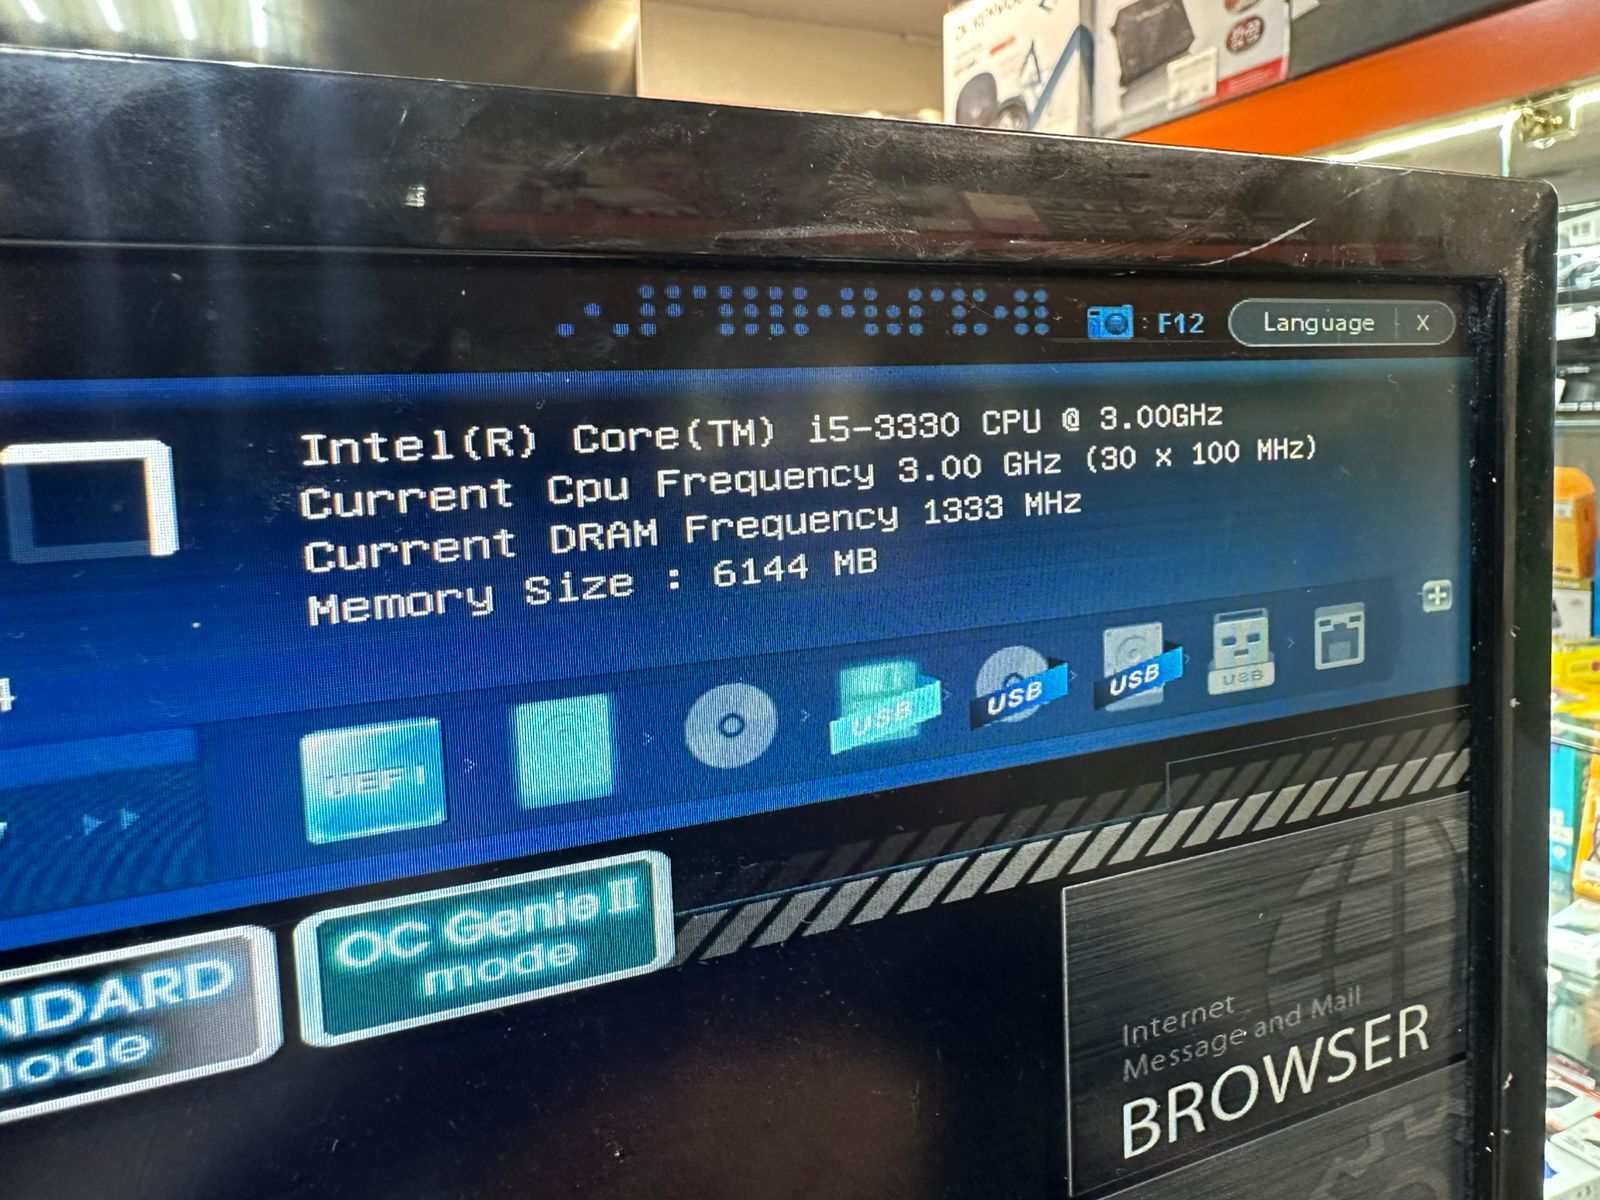 : F12
Language X
Intel(R) Core(TM) i5-3330 CPU @ 3.00GHz
Current Cpu Frequency 3.00 GHz (30 x 100 MHz)
Current DRAM Frequency 1333 MHz
Memory Size : 6144 MB
4
UEFI
USB
USB
USB
USB
NDARD
mode
OC Genie II
mode
Internet
Message and Mail
BROWSER